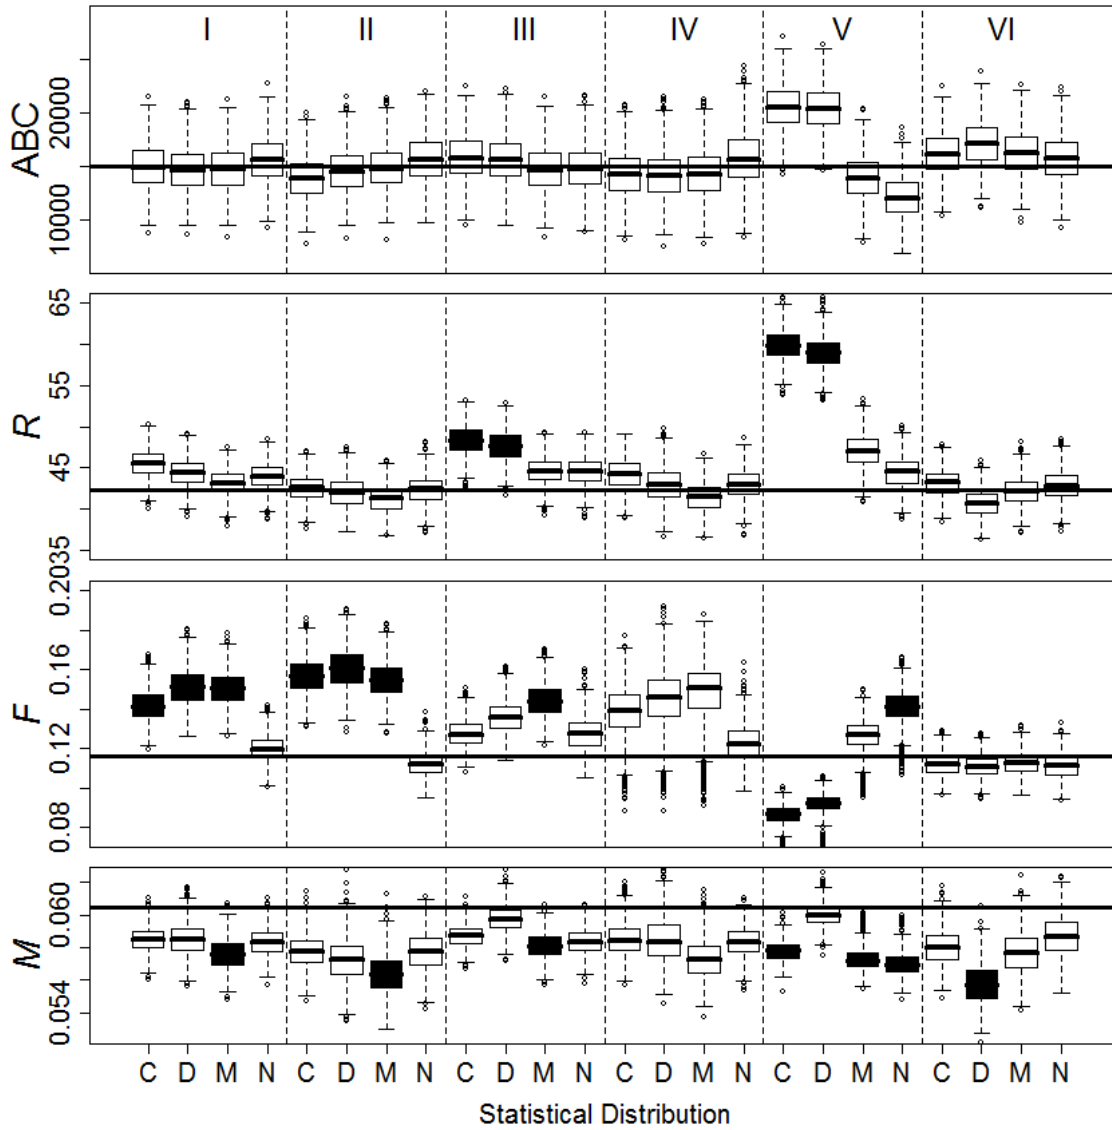 I II III IV V VI
ABC
20000
1000
R
65
55
45
35
F
0.20
0.16
0.12
0.08
M
0.060
0.054
C D M N C D M N C D M N C D M N C D M N C D M N
Statistical Distribution